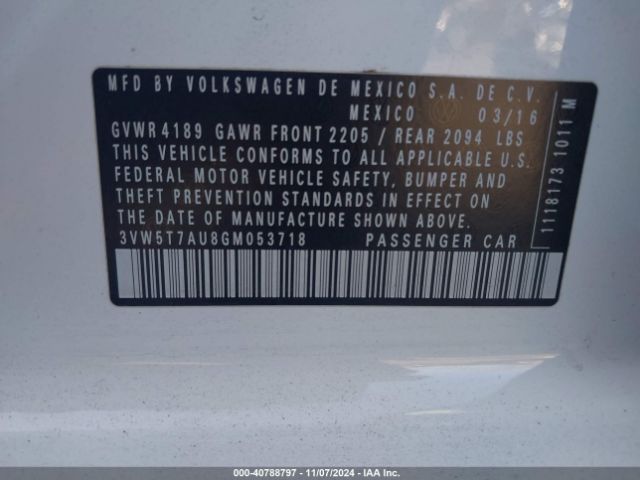 MFD BY VOLKSWAGEN DE MEXICO S.A. DE C.V.
MEXICO 03/16
GVWR 4189 GAWR FRONT 2205 / REAR 2094 LBS
THIS VEHICLE CONFORMS TO ALL APPLICABLE U.S.
FEDERAL MOTOR VEHICLE SAFETY, BUMPER AND
THEFT PREVENTION STANDARDS IN EFFECT ON
THE DATE OF MANUFACTURE SHOWN ABOVE.
3VW5T7AU8GM053718 PASSENGER CAR
1118173 1011 M
000-40788797 - 11/07/2024 - IAA Inc.